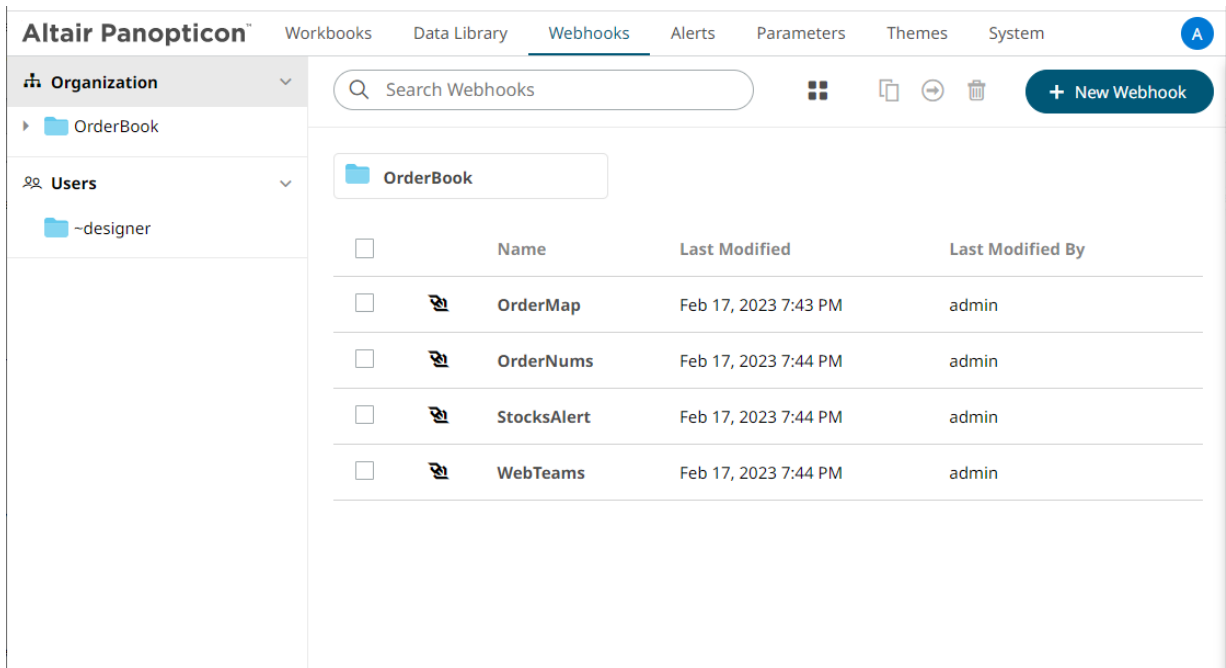 Altair Panopticon™ Workbooks Data Library Webhooks Alerts Parameters Themes System A
Organization
OrderBook
Users
~designer
Search Webhooks + New Webhook
OrderBook
Name Last Modified Last Modified By
OrderMap Feb 17, 2023 7:43 PM admin
OrderNums Feb 17, 2023 7:44 PM admin
StocksAlert Feb 17, 2023 7:44 PM admin
WebTeams Feb 17, 2023 7:44 PM admin